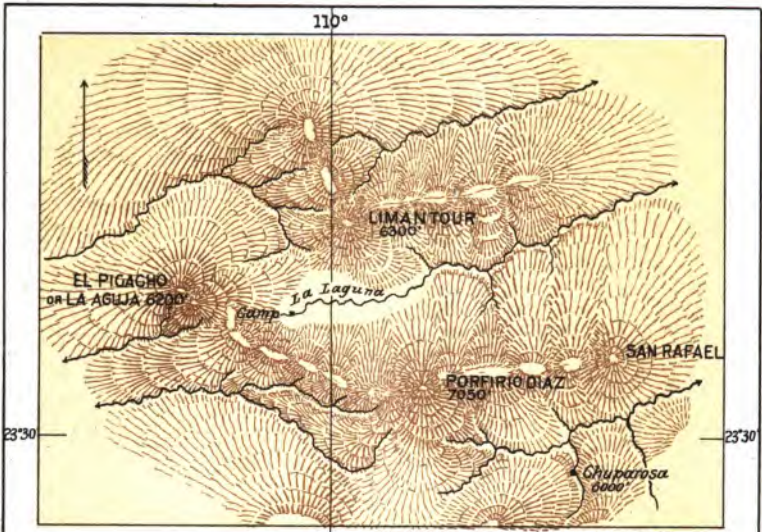 110°
LIMANTOUR
6300'
EL PICACHO
OR LA AGUJA 6200'
La Laguna
Camp
SAN RAFAEL
PORFIRIO DIAZ
7050'
23°30'
23°30'
Chuparosa
6000'